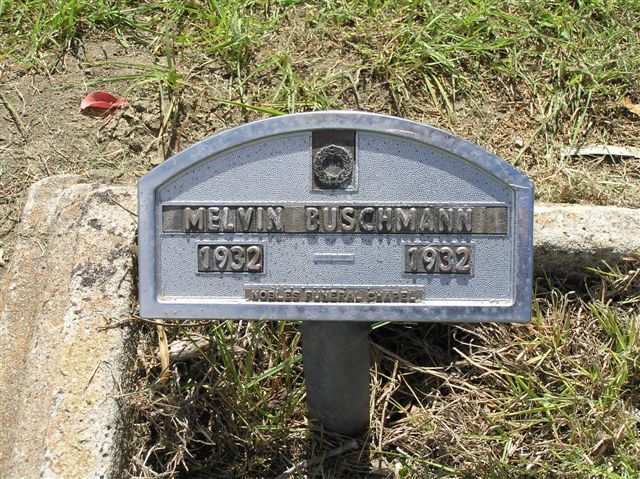 MELVIN BUSCHMANN
1932 — 1932
NOBLES FUNERAL CHAPEL